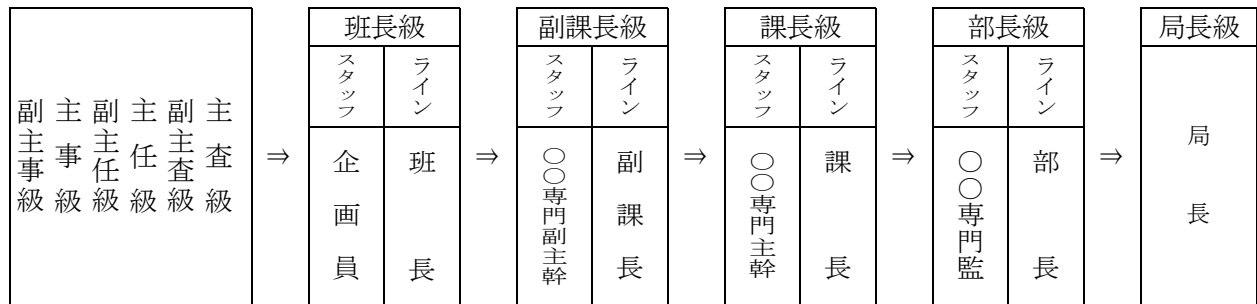 副主事級
主事級
副主任級
主任級
副主査級
主査級
⇒
班長級
スタッフ
ライン
企画員
班長
⇒
副課長級
スタッフ
ライン
○○専門副主幹
副課長
⇒
課長級
スタッフ
ライン
○○専門主幹
課長
⇒
部長級
スタッフ
ライン
○○専門監
部長
⇒
局長級
局長